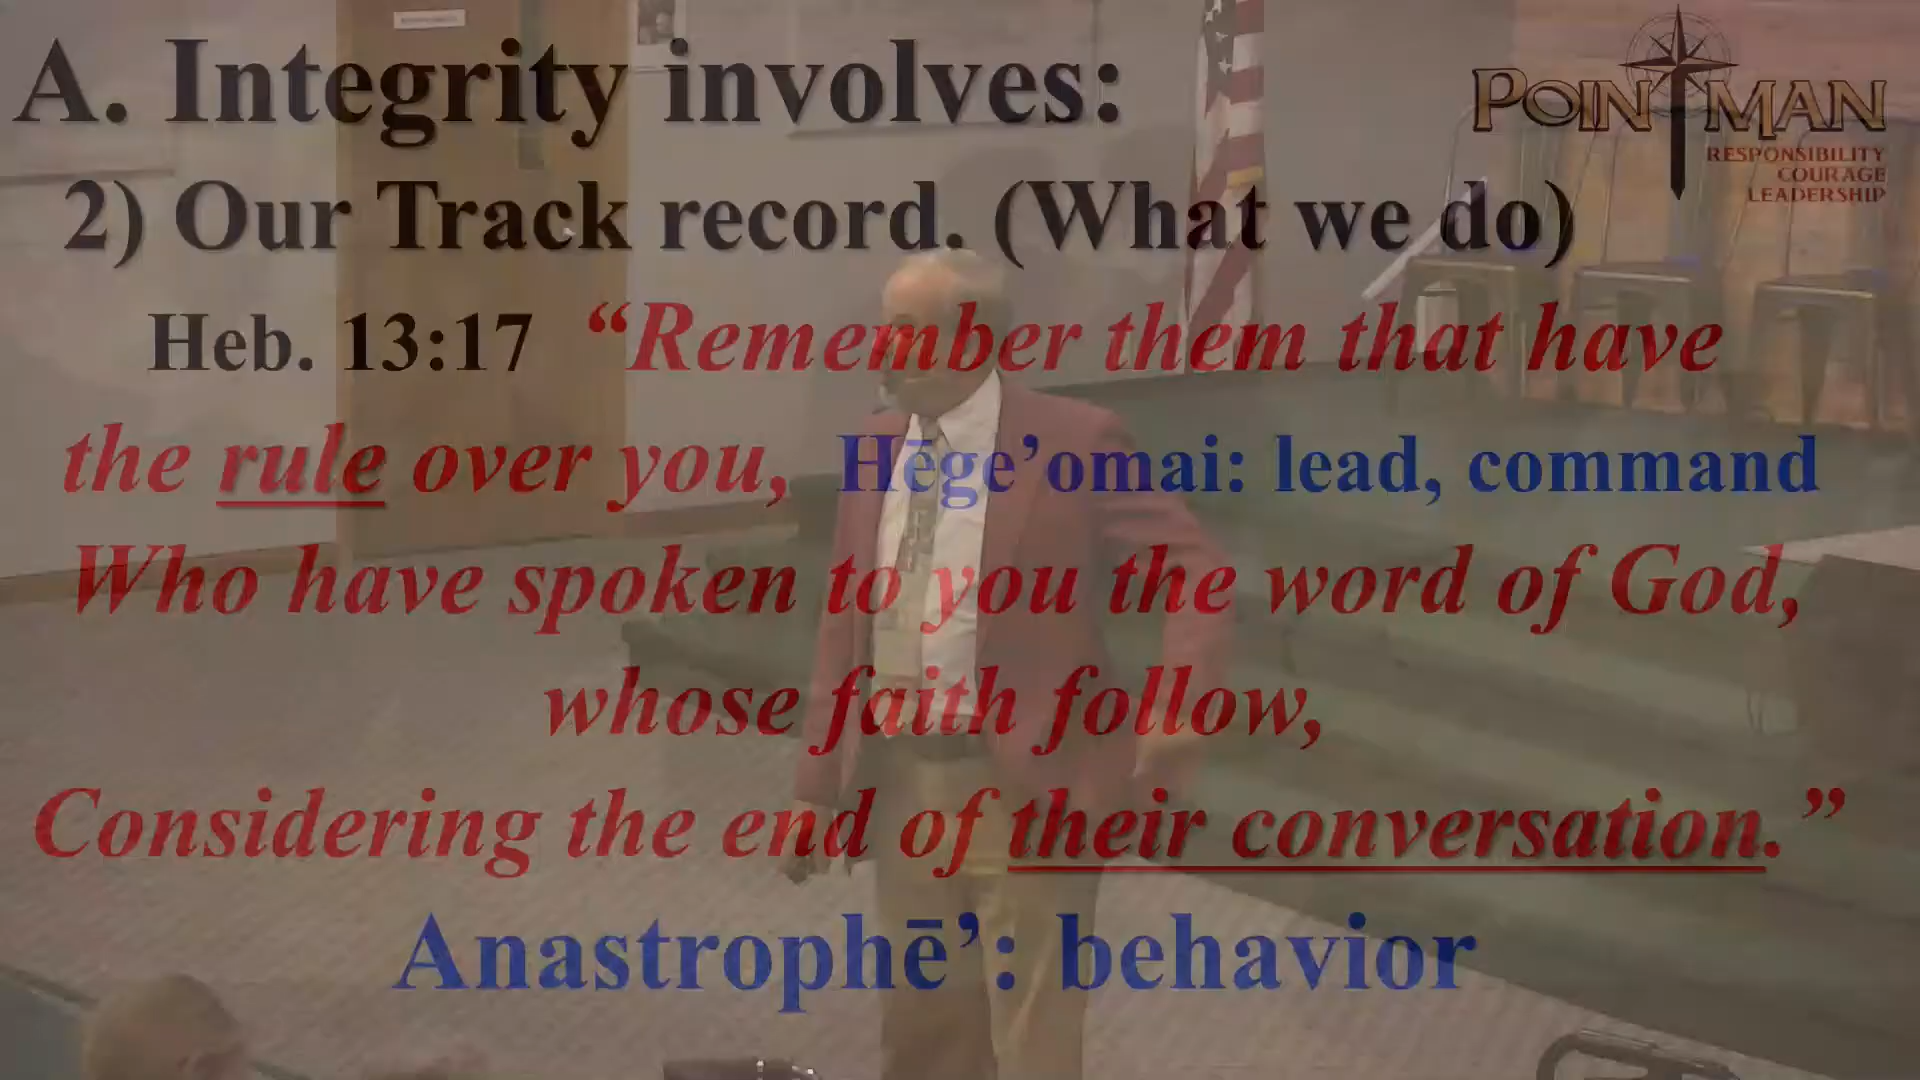 A. Integrity involves:
POINTMAN
RESPONSIBILITY
COURAGE
LEADERSHIP
2) Our Track record. (What we do)
Heb. 13:17 “Remember them that have
the rule over you, Hēge’omai: lead, command
Who have spoken to you the word of God,
whose faith follow,
Considering the end of their conversation.”
Anastrophē’: behavior